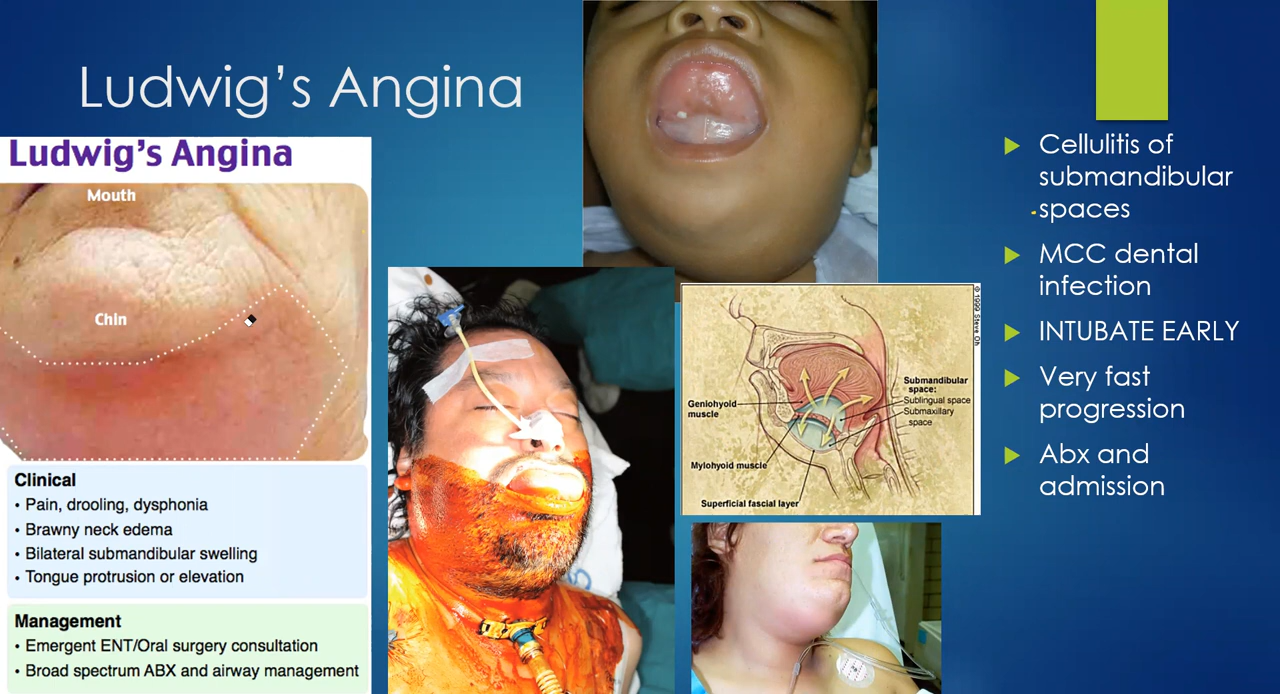 Ludwig's Angina
Ludwig's Angina
Mouth
Chin
Clinical
• Pain, drooling, dysphonia
• Brawny neck edema
• Bilateral submandibular swelling
• Tongue protrusion or elevation
Management
• Emergent ENT/Oral surgery consultation
• Broad spectrum ABX and airway management
© 1999 Steve Oh
Geniohyoid
muscle
Mylohyoid muscle
Superficial fascial layer
Submandibular
space:
Sublingual space
Submaxillary
space
Cellulitis of
submandibular
spaces
MCC dental
infection
INTUBATE EARLY
Very fast
progression
Abx and
admission